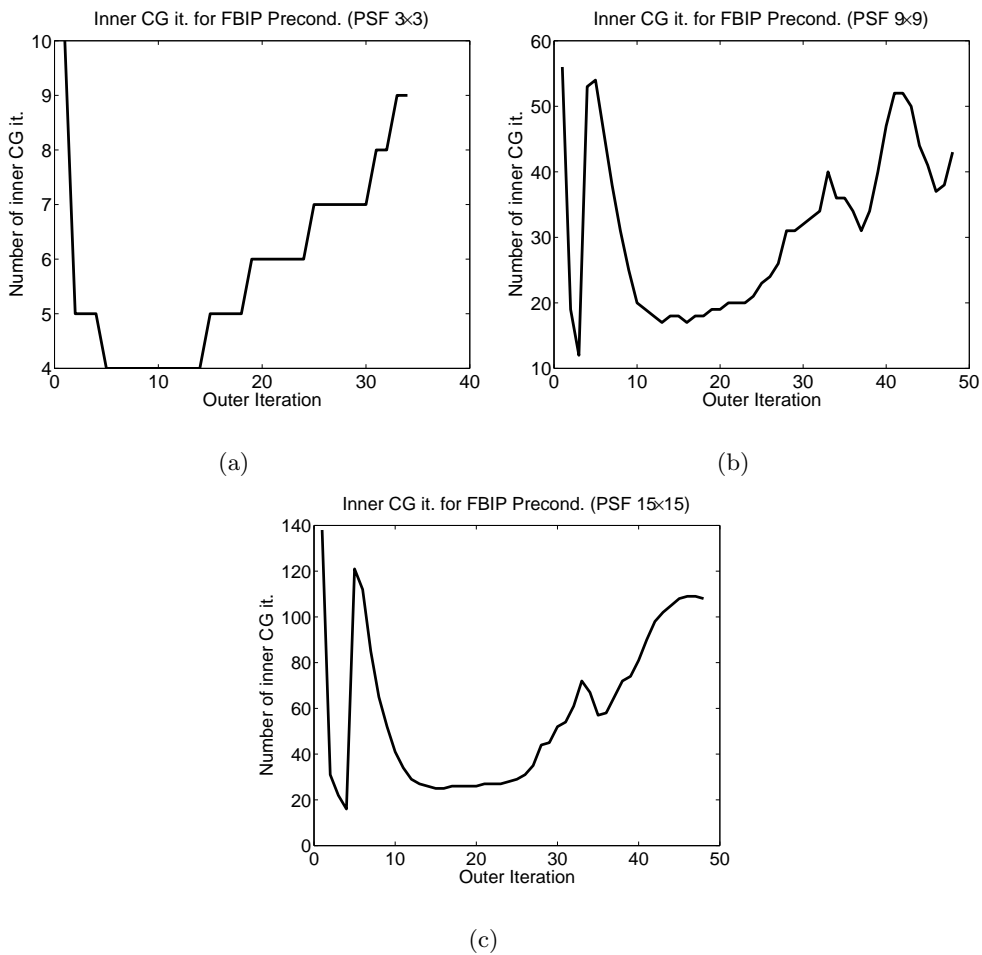 Inner CG it. for FBIP Precond. (PSF 3×3)
10
9
8
7
6
5
4
Number of inner CG it.
0 10 20 30 40
Outer Iteration
(a)
Inner CG it. for FBIP Precond. (PSF 9×9)
60
50
40
30
20
10
Number of inner CG it.
0 10 20 30 40 50
Outer Iteration
(b)
Inner CG it. for FBIP Precond. (PSF 15×15)
140
120
100
80
60
40
20
0
Number of inner CG it.
0 10 20 30 40 50
Outer Iteration
(c)